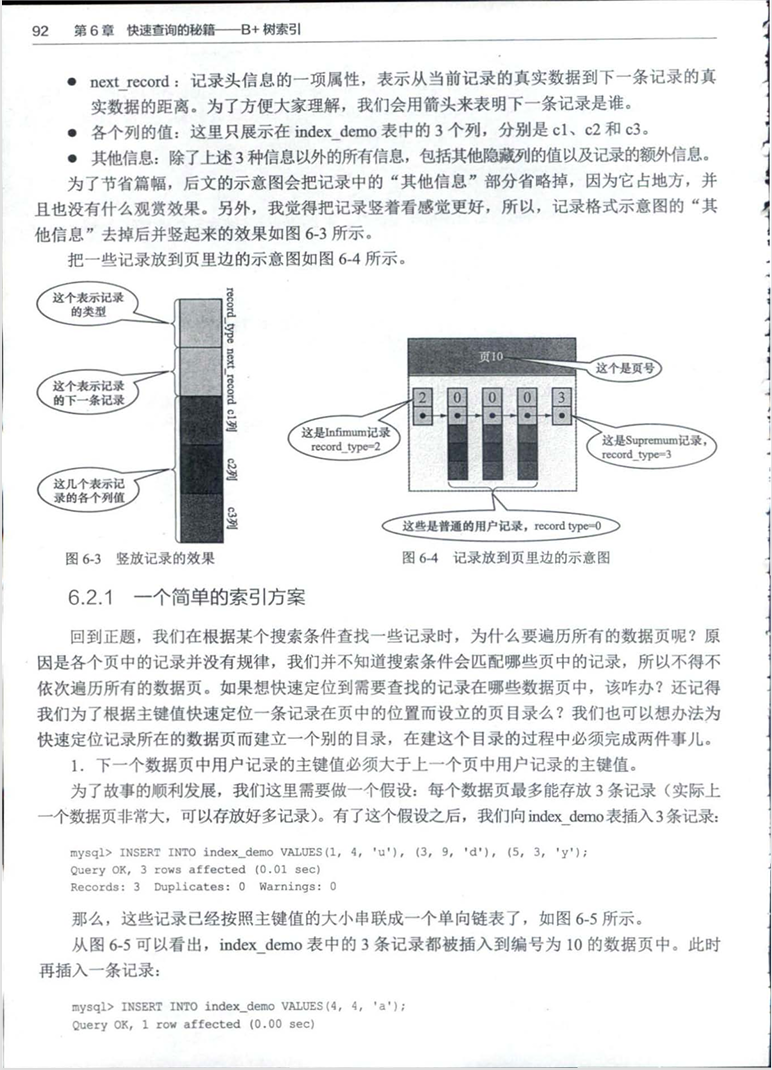 92 第 6 章 快速查询的秘籍——B+ 树索引
● next_record：记录头信息的一项属性，表示从当前记录的真实数据到下一条记录的真
实数据的距离。为了方便大家理解，我们会用箭头来表明下一条记录是谁。
● 各个列的值：这里只展示在 index_demo 表中的 3 个列，分别是 c1、c2 和 c3。
● 其他信息：除了上述 3 种信息以外的所有信息，包括其他隐藏列的值以及记录的额外信息。
为了节省篇幅，后文的示意图会把记录中的“其他信息”部分省略掉，因为它占地方，并
且也没有什么观赏效果。另外，我觉得把记录竖着看感觉更好，所以，记录格式示意图的“其
他信息”去掉后并竖起来的效果如图 6-3 所示。
把一些记录放到页里边的示意图如图 6-4 所示。
这个表示记录
的类型
这个表示记录
的下一条记录
这几个表示记
录的各个列值
record_type
next_record
c1列
c2列
c3列
图 6-3 竖放记录的效果
页10
这个是页号
2 0 0 0 3
这是Infimum记录
record_type=2
这是Supremum记录，
record_type=3
这些是普通的用户记录，record type=0
图 6-4 记录放到页里边的示意图
6.2.1 一个简单的索引方案
回到正题，我们在根据某个搜索条件查找一些记录时，为什么要遍历所有的数据页呢？原
因是各个页中的记录并没有规律，我们并不知道搜索条件会匹配哪些页中的记录，所以不得不
依次遍历所有的数据页。如果想快速定位到需要查找的记录在哪些数据页中，该咋办？还记得
我们为了根据主键值快速定位一条记录在页中的位置而设立的页目录么？我们也可以想办法为
快速定位记录所在的数据页而建立一个别的目录，在建这个目录的过程中必须完成两件事儿。
1．下一个数据页中用户记录的主键值必须大于上一个页中用户记录的主键值。
为了故事的顺利发展，我们这里需要做一个假设：每个数据页最多能存放 3 条记录（实际上
一个数据页非常大，可以存放好多记录）。有了这个假设之后，我们向 index_demo 表插入 3 条记录：
mysql> INSERT INTO index_demo VALUES(1, 4, 'u'), (3, 9, 'd'), (5, 3, 'y');
Query OK, 3 rows affected (0.01 sec)
Records: 3 Duplicates: 0 Warnings: 0
那么，这些记录已经按照主键值的大小串联成一个单向链表了，如图 6-5 所示。
从图 6-5 可以看出，index_demo 表中的 3 条记录都被插入到编号为 10 的数据页中。此时
再插入一条记录：
mysql> INSERT INTO index_demo VALUES(4, 4, 'a');
Query OK, 1 row affected (0.00 sec)